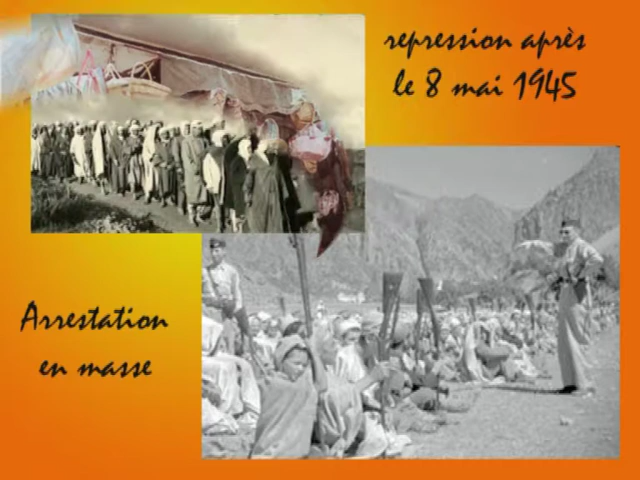 repression après
le 8 mai 1945
Arrestation
en masse